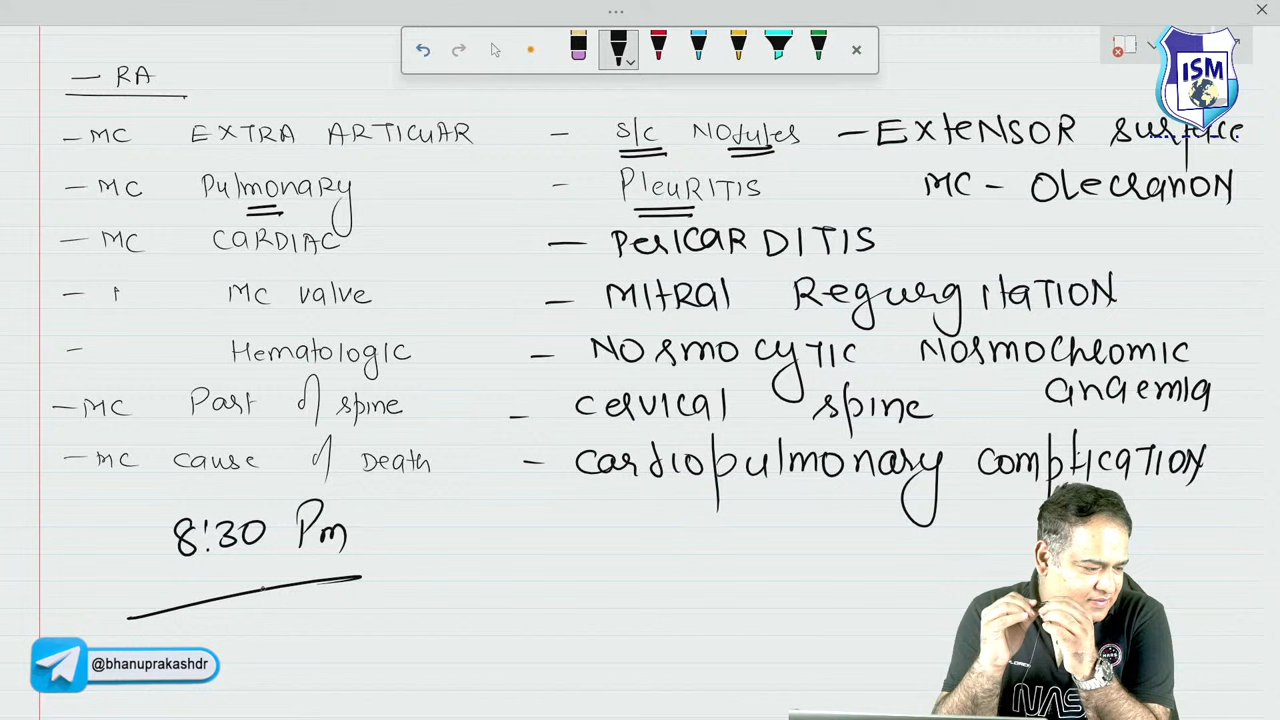 ISM
— RA
- MC EXTRA ARTICULAR - S/C NOdules - EXteNSOR surface
- MC Pulmonary - PleuRITIS MC - OlecranON
- MC CARDIAC - PeriCARDITIS
- MC valve - MItRAl RegurgitATION
- Hematologic - NOrmocyTIC NormoChromic anaemia
- MC Part of spine - cervical spine
- MC cause of Death - cardiopulmonary complicATION
8:30 Pm
@bhanuprakashdr
NAS